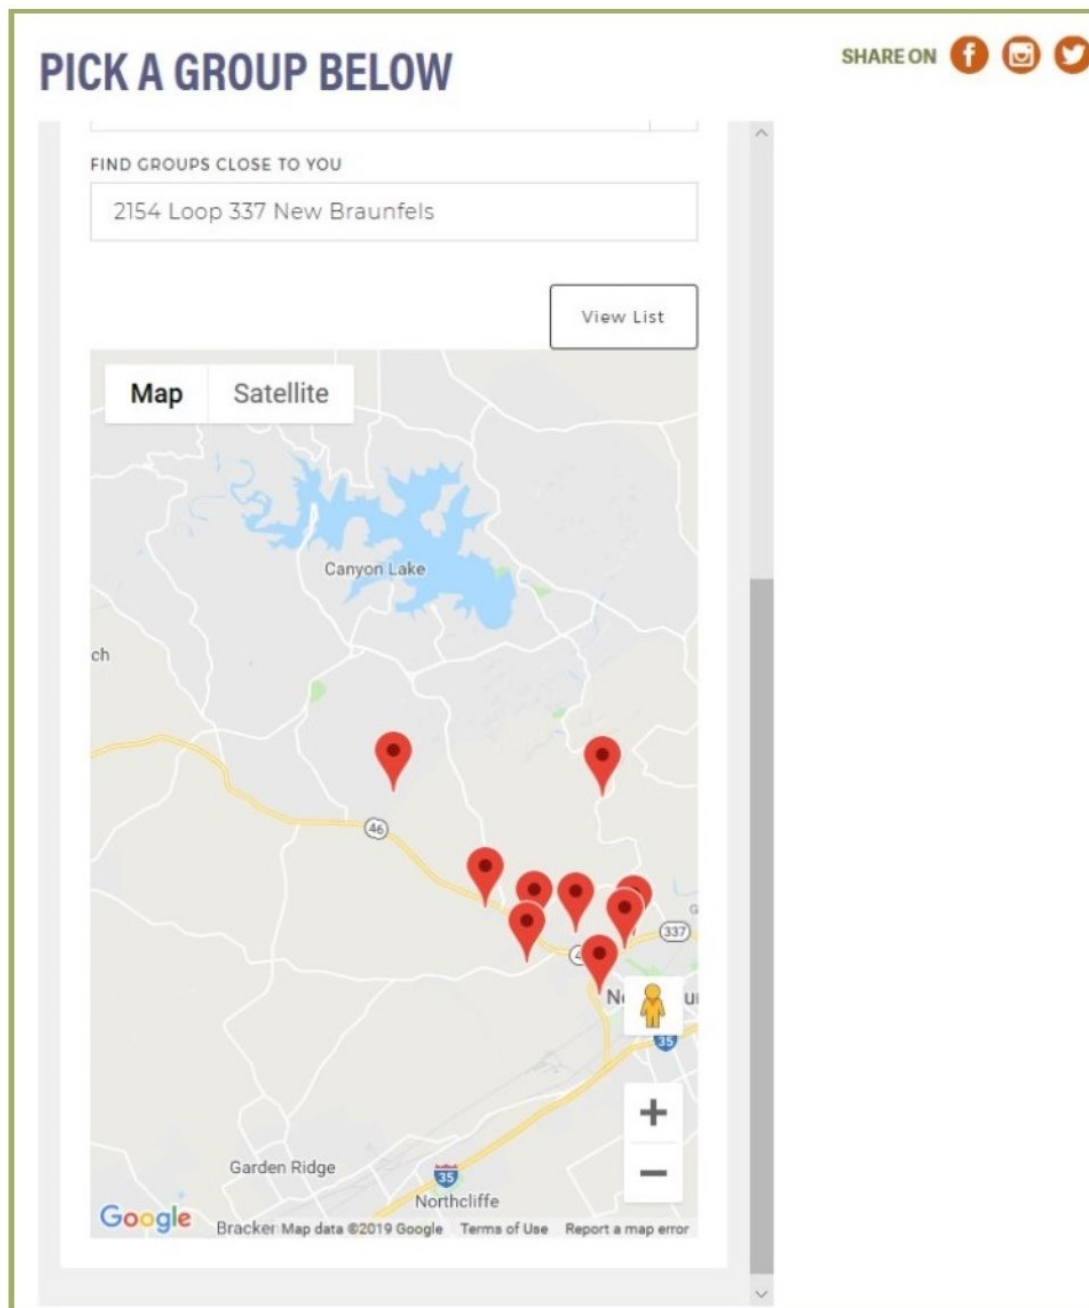 PICK A GROUP BELOW
SHARE ON
FIND GROUPS CLOSE TO YOU
2154 Loop 337 New Braunfels
View List
Map Satellite
Canyon Lake
ch
46
337
35
Garden Ridge
35
Northcliffe
Google
Bracken Map data ©2019 Google Terms of Use Report a map error